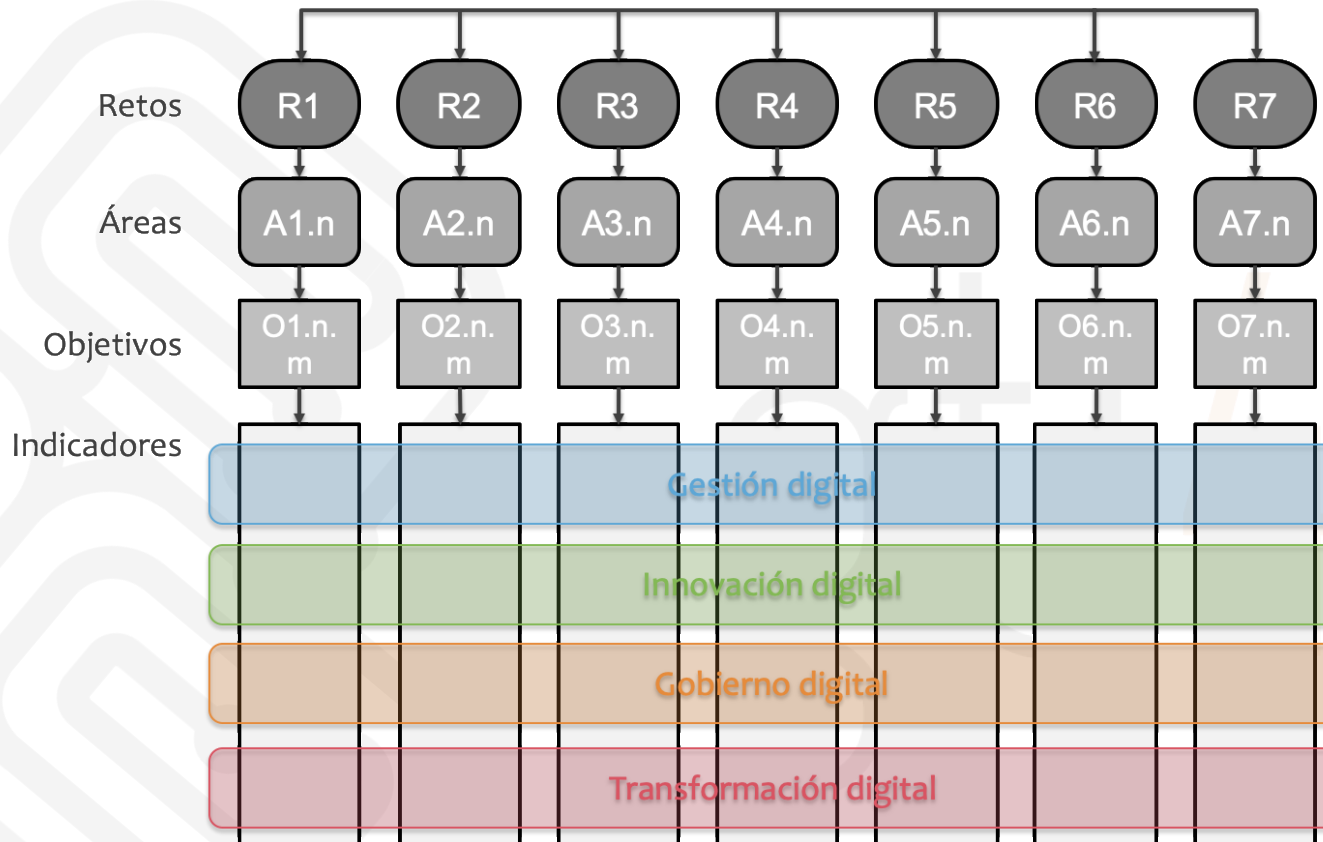 Retos
R1 R2 R3 R4 R5 R6 R7
Áreas
A1.n A2.n A3.n A4.n A5.n A6.n A7.n
Objetivos
O1.n. O2.n. O3.n. O4.n. O5.n. O6.n. O7.n.
m m m m m m m
Indicadores
Gestión digital
Innovación digital
Gobierno digital
Transformación digital